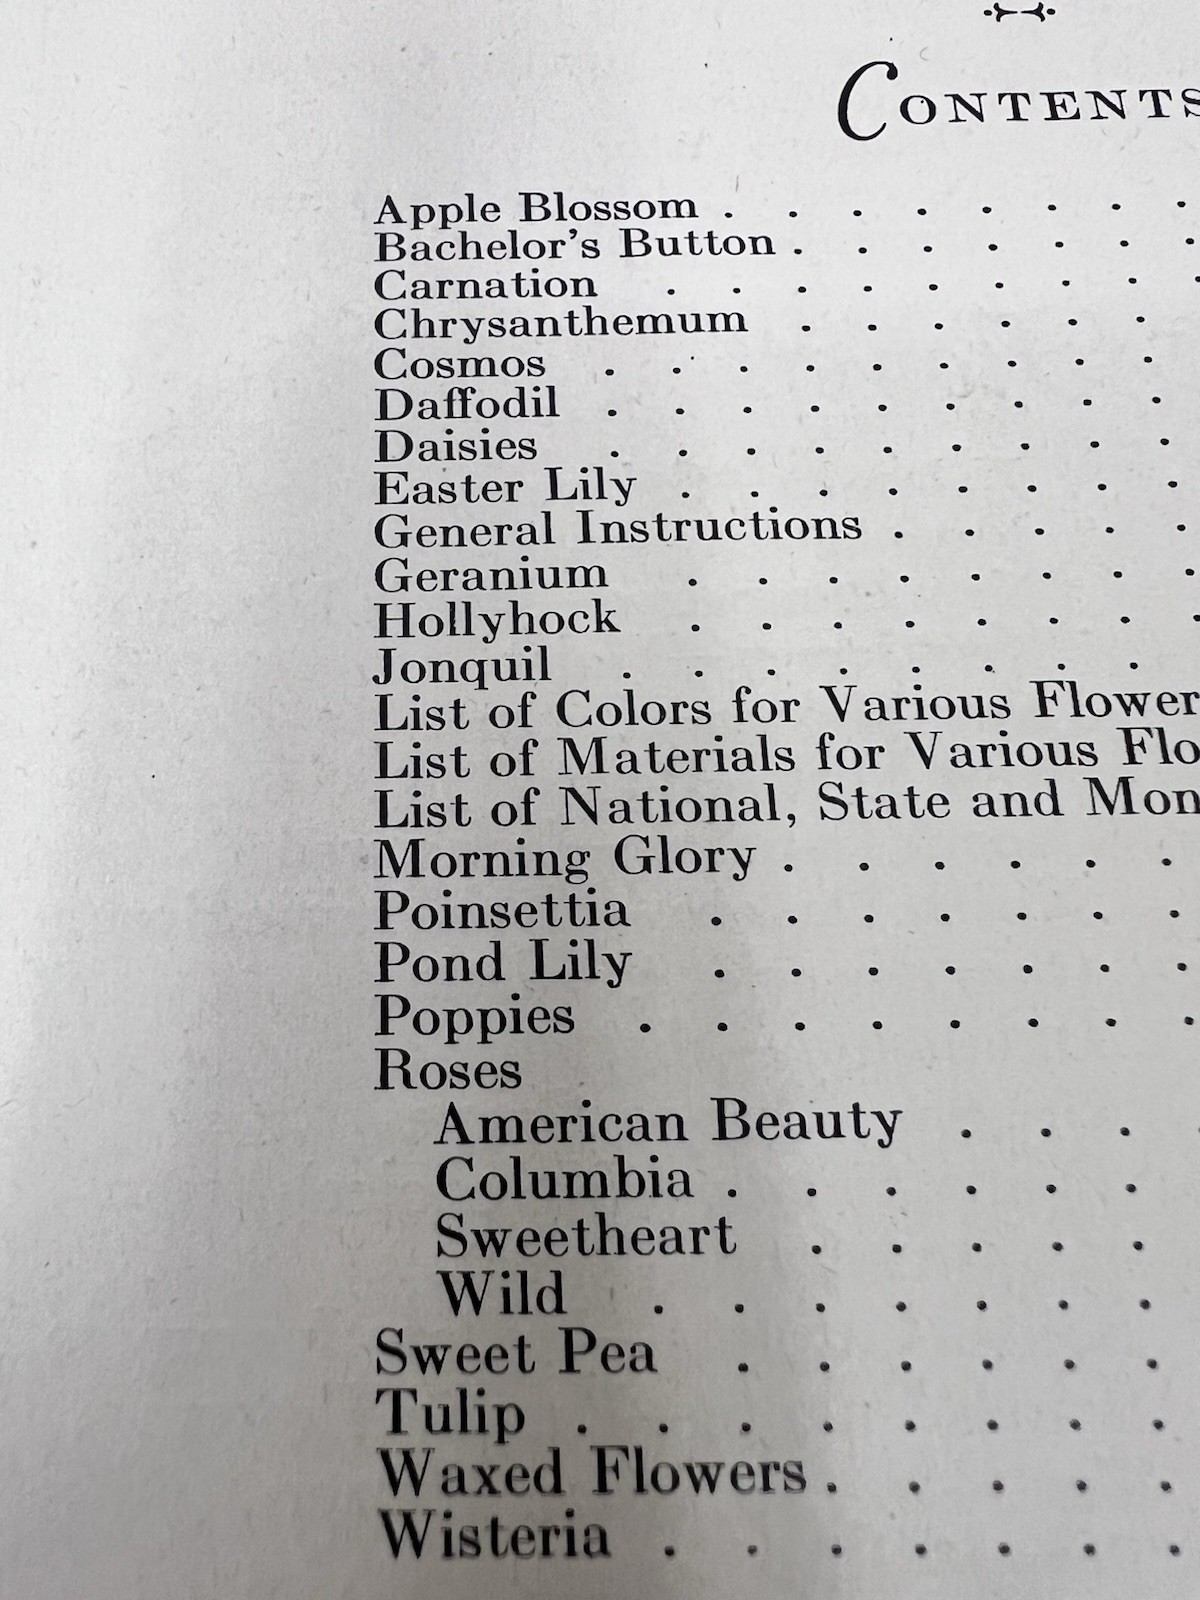 CONTENTS
Apple Blossom . . . . . . . .
Bachelor's Button . . . . . . .
Carnation . . . . . . . . .
Chrysanthemum . . . . . .
Cosmos . . . . . . . . .
Daffodil . . . . . . . . .
Daisies . . . . . . . . .
Easter Lily . . . . . . . .
General Instructions . . . . .
Geranium . . . . . . . .
Hollyhock . . . . . . . .
Jonquil . . . . . . . .
List of Colors for Various Flower
List of Materials for Various Flo
List of National, State and Mon
Morning Glory . . . . . .
Poinsettia . . . . . . .
Pond Lily . . . . . . .
Poppies . . . . . . . .
Roses
American Beauty . . .
Columbia . . . . . .
Sweetheart . . . . .
Wild . . . . . . .
Sweet Pea . . . . . .
Tulip . . . . . . . .
Waxed Flowers . . . . .
Wisteria . . . . . . .